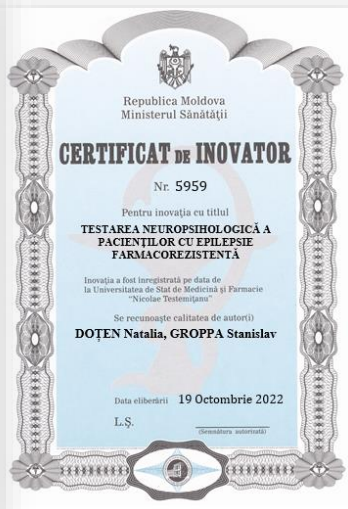 Republica Moldova
Ministerul Sănătății
CERTIFICAT DE INOVATOR
Nr. 5959
Pentru inovația cu titlul
TESTAREA NEUROPSIHOLOGICĂ A
PACIENȚILOR CU EPILEPSIE
FARMACOREZISTENTĂ
Inovația a fost înregistrată pe data de
la Universitatea de Stat de Medicină și Farmacie
"Nicolae Testemițanu"
Se recunoaște calitatea de autor(i)
DOȚEN Natalia, GROPPA Stanislav
Data eliberării 19 Octombrie 2022
L.Ș.
(Semnătura autorizată)